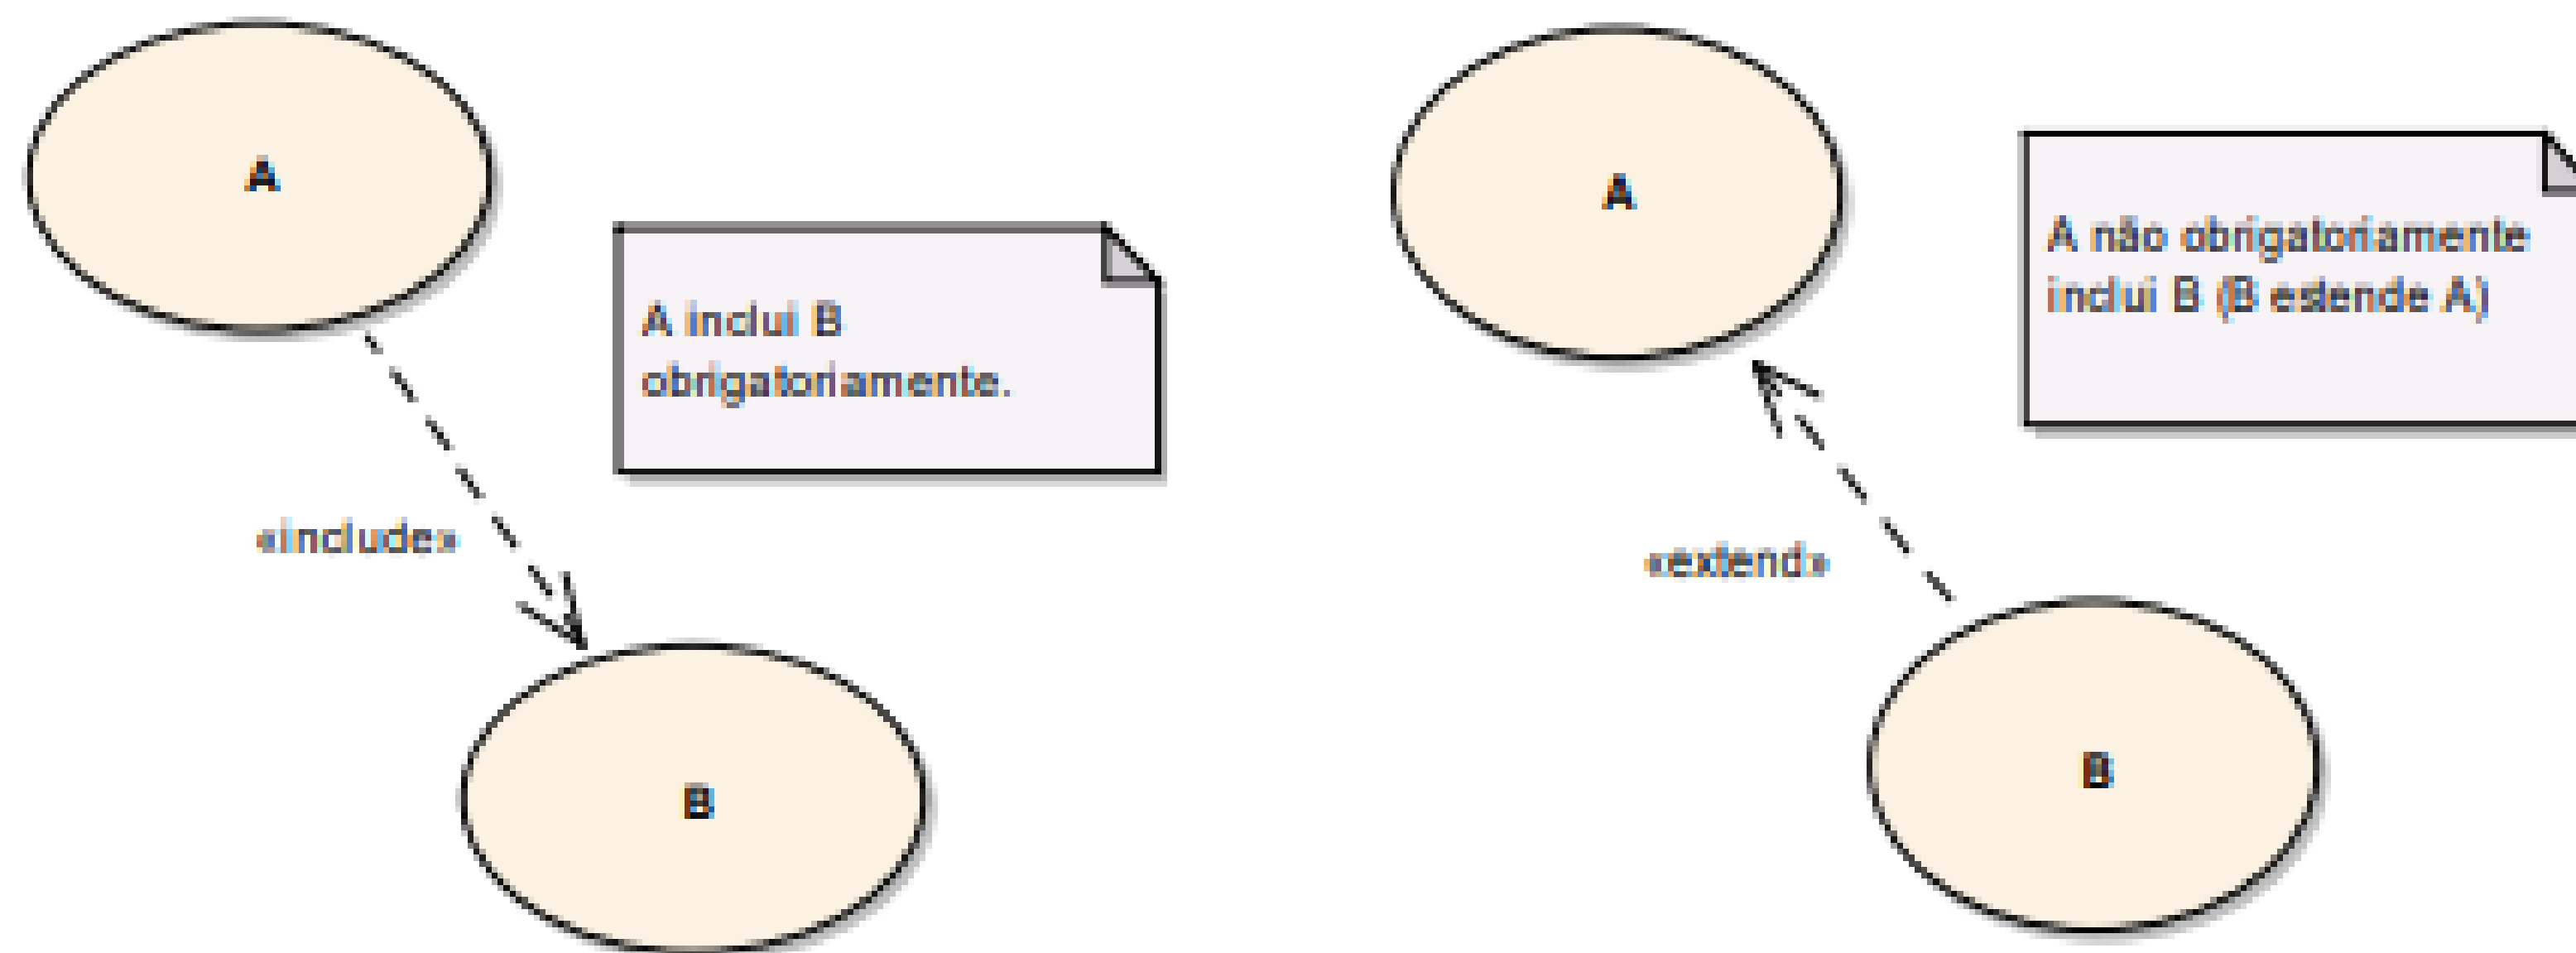 A
A inclui B
obrigatoriamente.
«include»
B
A
A não obrigatoriamente
inclui B (B estende A)
«extend»
B